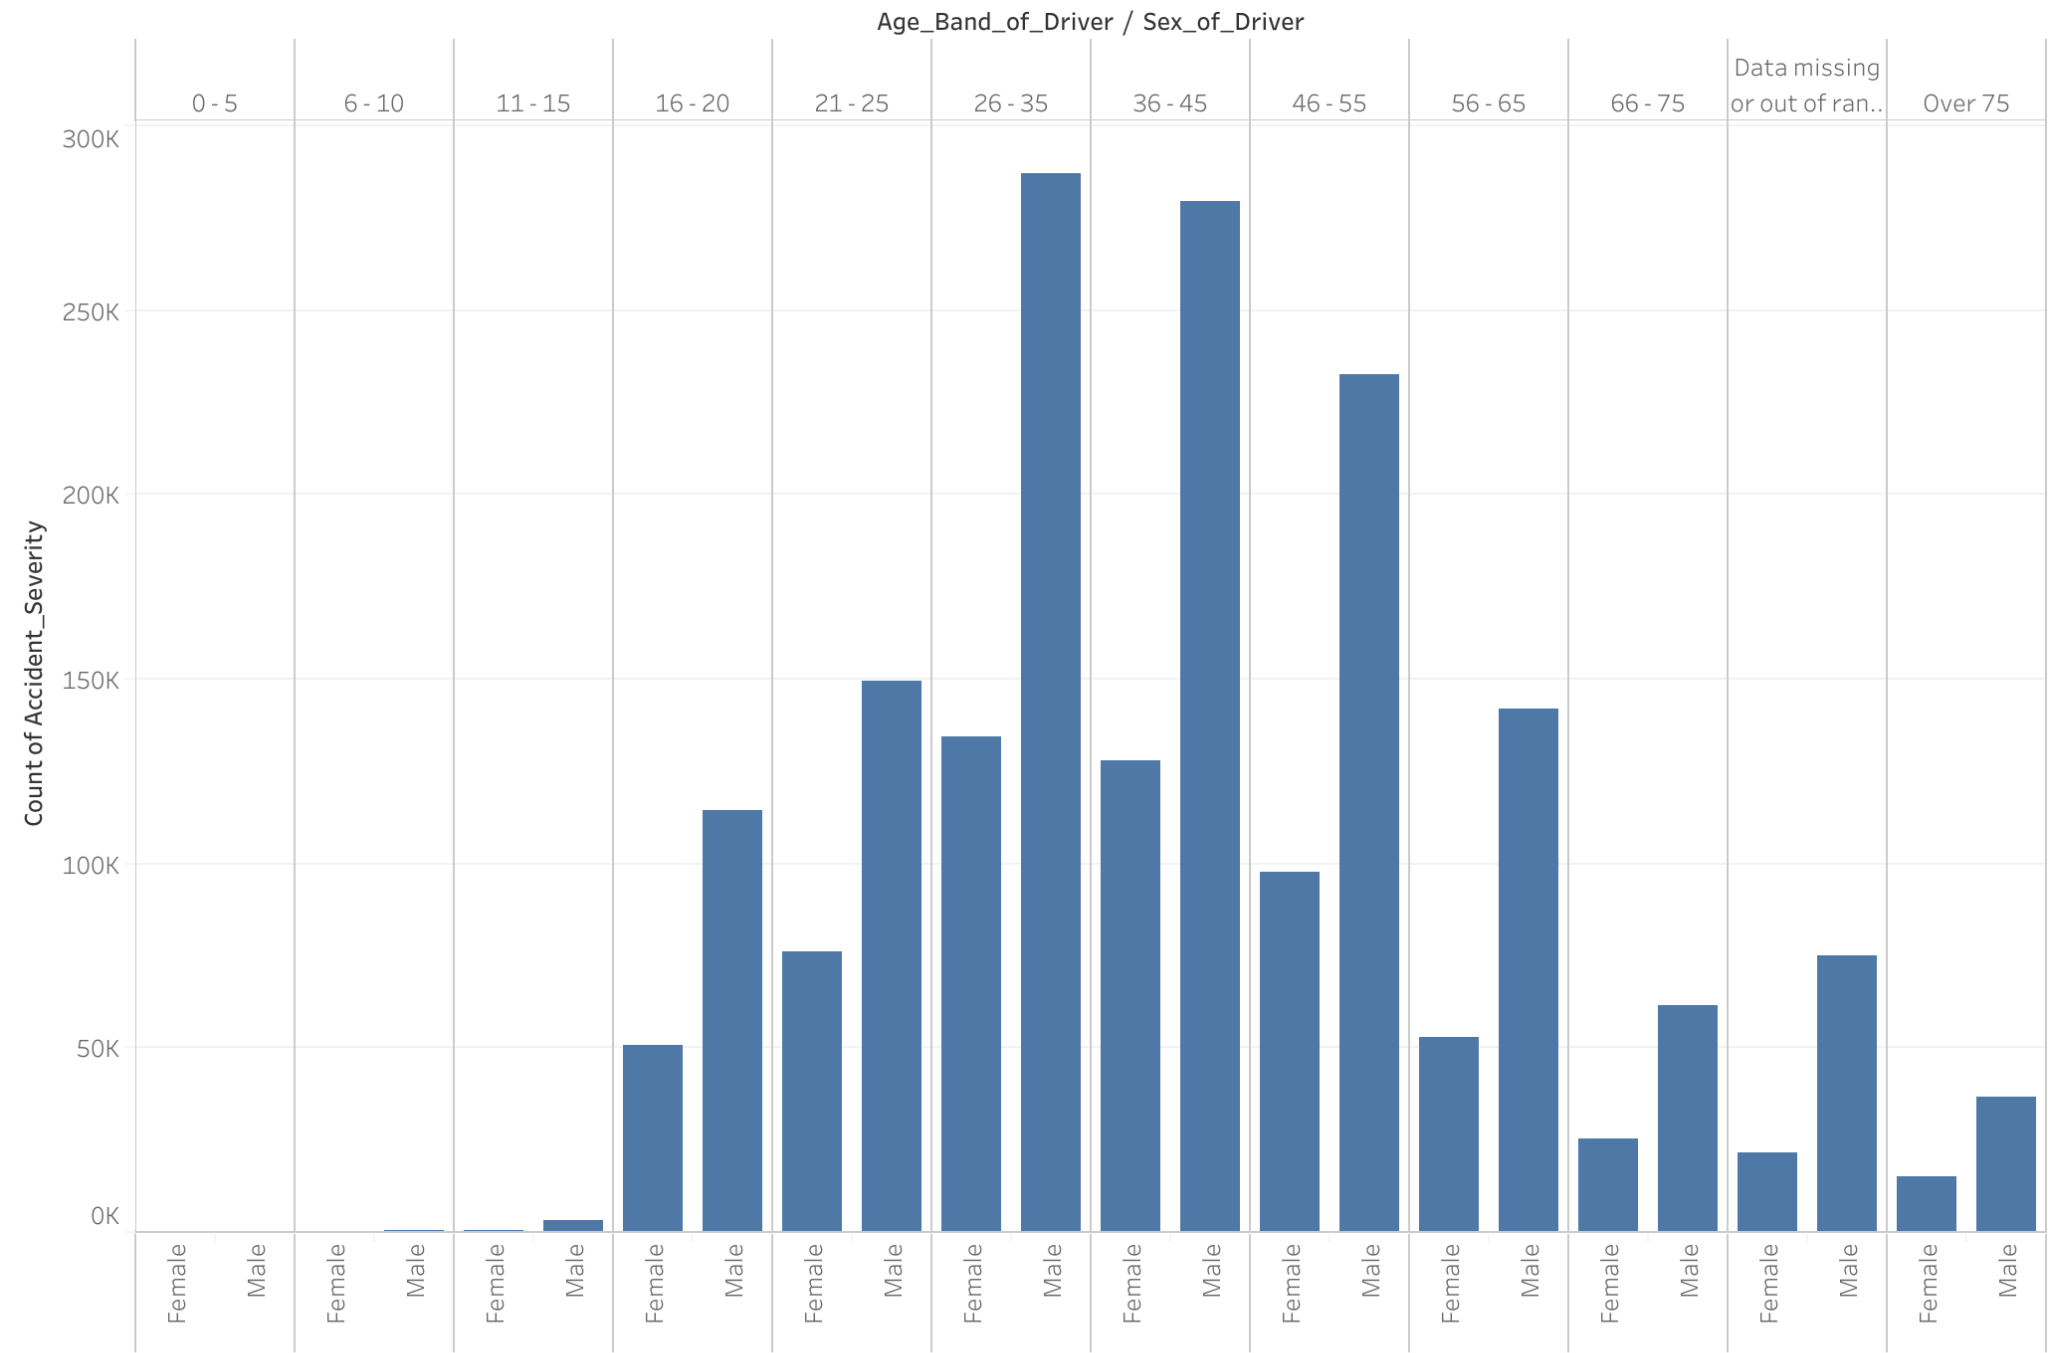 Age_Band_of_Driver / Sex_of_Driver
0 - 5
6 - 10
11 - 15
16 - 20
21 - 25
26 - 35
36 - 45
46 - 55
56 - 65
66 - 75
Data missing
or out of ran..
Over 75
Count of Accident_Severity
300K
250K
200K
150K
100K
50K
0K
Female
Male
Female
Male
Female
Male
Female
Male
Female
Male
Female
Male
Female
Male
Female
Male
Female
Male
Female
Male
Female
Male
Female
Male